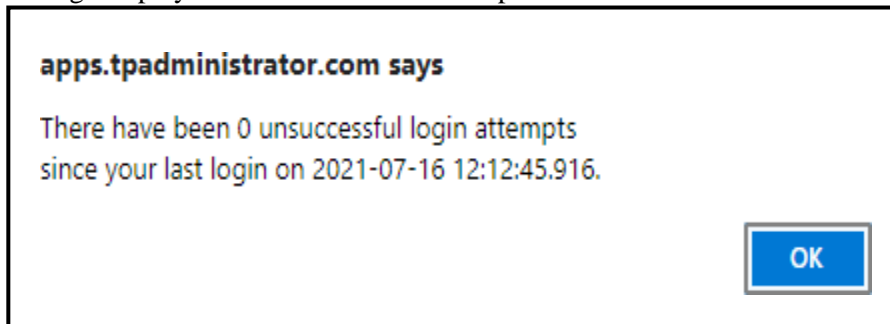 apps.tpadministrator.com says
There have been 0 unsuccessful login attempts
since your last login on 2021-07-16 12:12:45.916.
OK